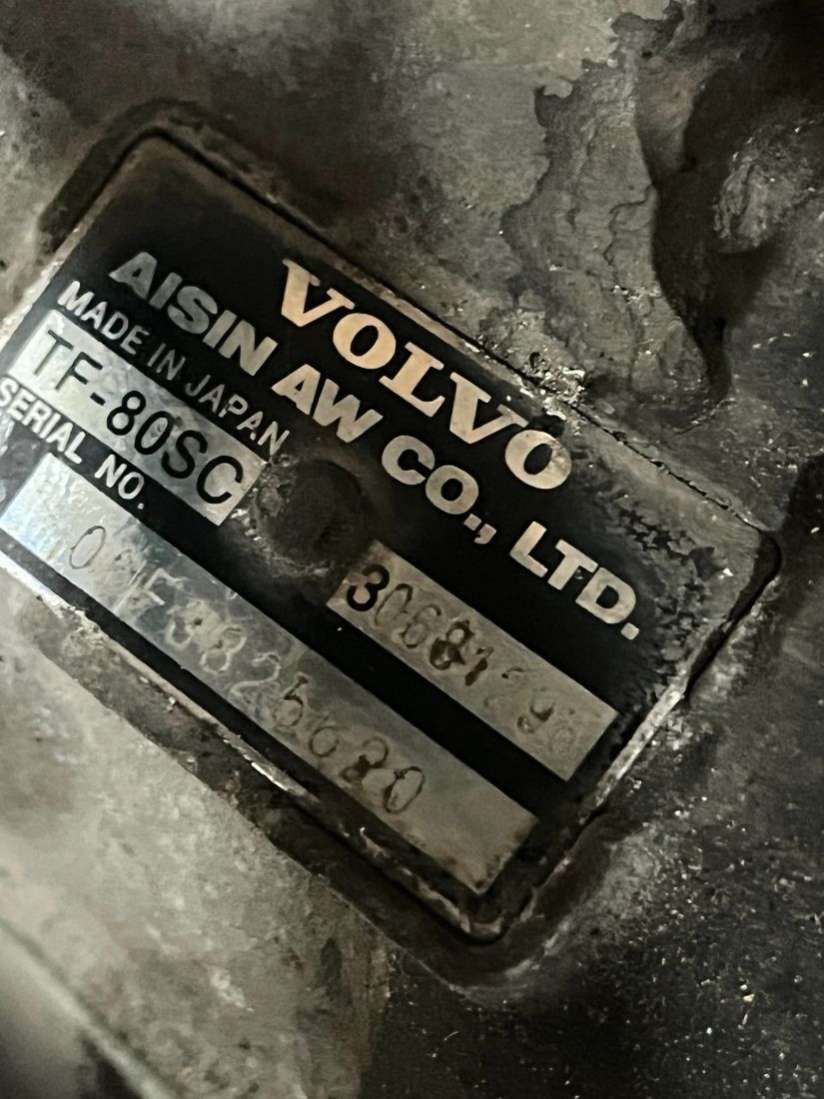 VOLVO
AISIN AW CO., LTD.
MADE IN JAPAN
TF-80SC
SERIAL NO.